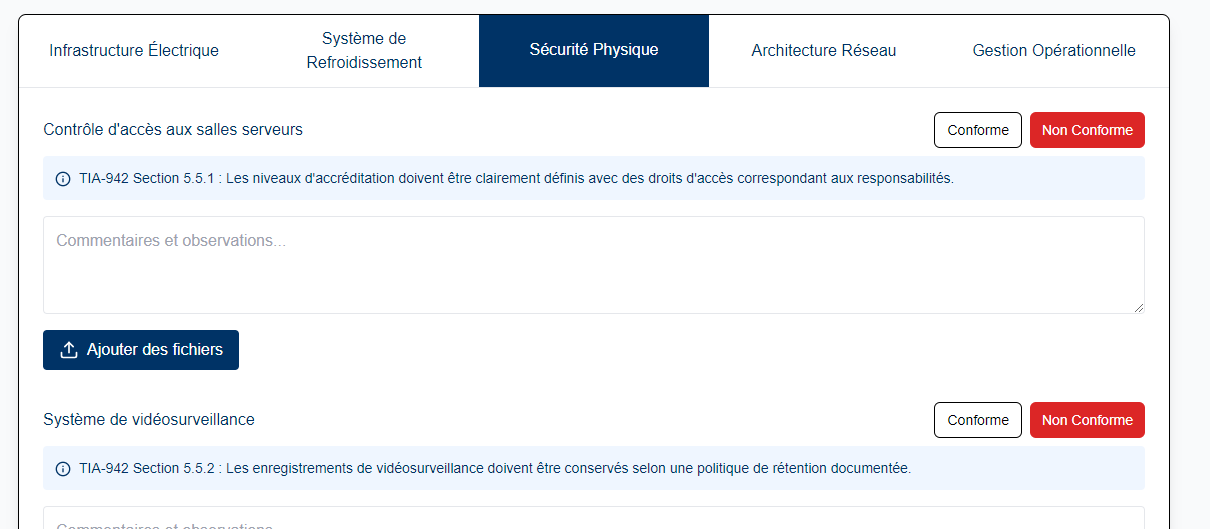 Infrastructure Électrique
Système de
Refroidissement
Sécurité Physique
Architecture Réseau
Gestion Opérationnelle
Contrôle d'accès aux salles serveurs
Conforme
Non Conforme
TIA-942 Section 5.5.1 : Les niveaux d'accréditation doivent être clairement définis avec des droits d'accès correspondant aux responsabilités.
Commentaires et observations...
Ajouter des fichiers
Système de vidéosurveillance
Conforme
Non Conforme
TIA-942 Section 5.5.2 : Les enregistrements de vidéosurveillance doivent être conservés selon une politique de rétention documentée.
Commentaires et observations...